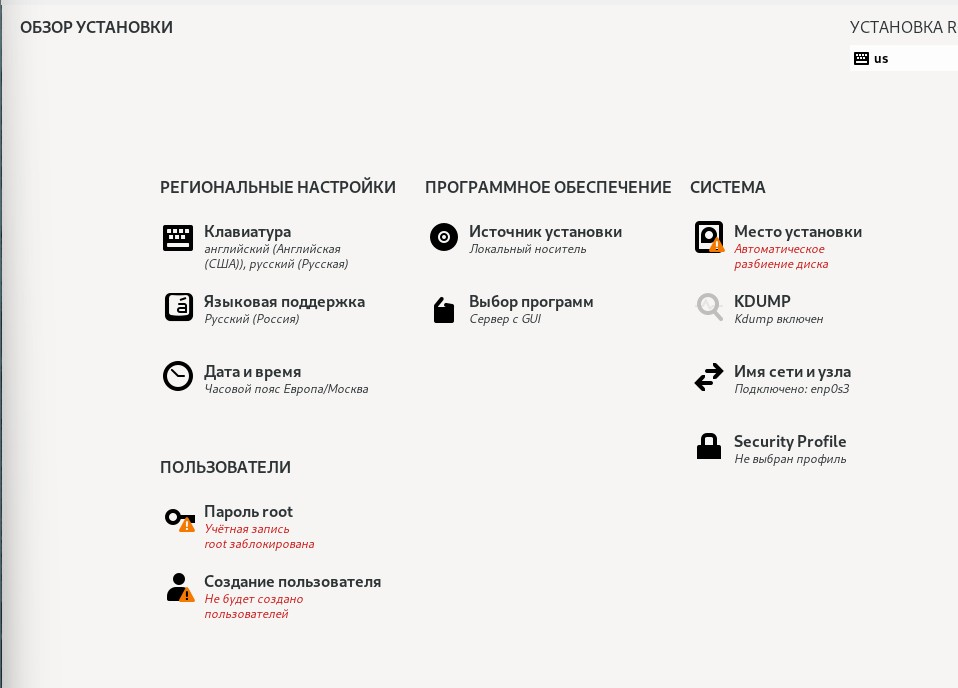 ОБЗОР УСТАНОВКИ
УСТАНОВКА R
us
РЕГИОНАЛЬНЫЕ НАСТРОЙКИ
Клавиатура
английский (Английская
(США)), русский (Русская)
Языковая поддержка
Русский (Россия)
Дата и время
Часовой пояс Европа/Москва
ПОЛЬЗОВАТЕЛИ
Пароль root
Учётная запись
root заблокирована
Создание пользователя
Не будет создано
пользователей
ПРОГРАММНОЕ ОБЕСПЕЧЕНИЕ
Источник установки
Локальный носитель
Выбор программ
Сервер с GUI
СИСТЕМА
Место установки
Автоматическое
разбиение диска
KDUMP
Kdump включен
Имя сети и узла
Подключено: enp0s3
Security Profile
Не выбран профиль